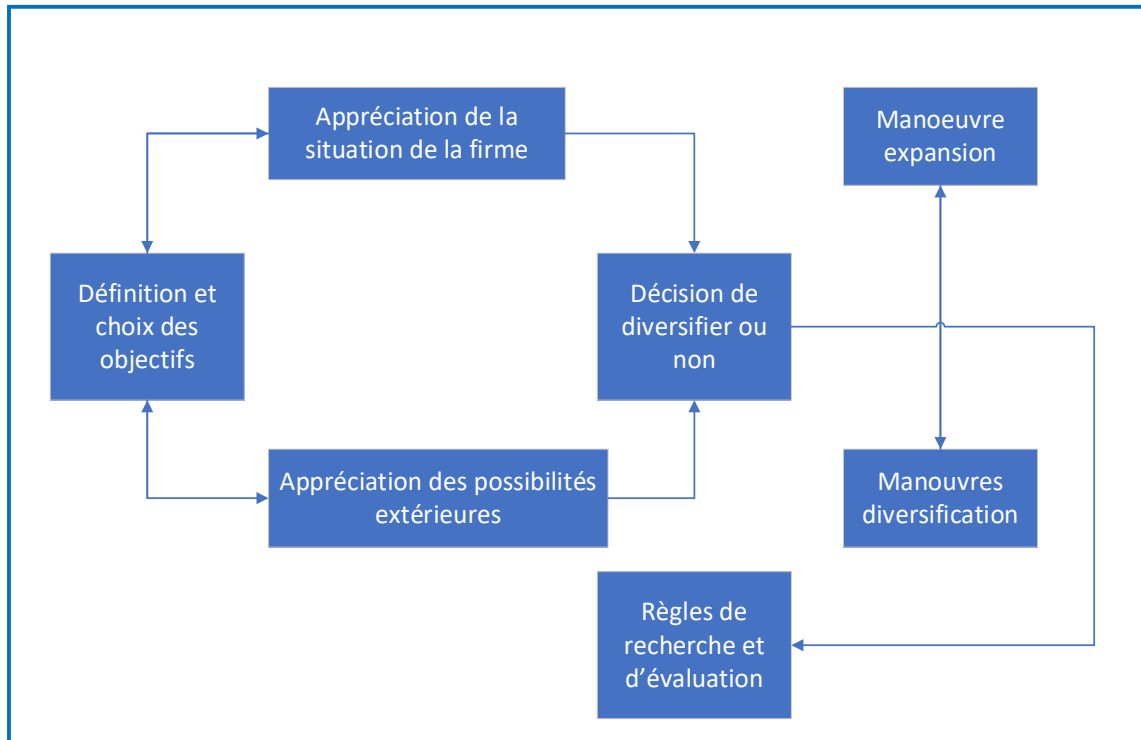 Appréciation de la
situation de la firme
Manoeuvre
expansion
Définition et
choix des
objectifs
Décision de
diversifier ou
non
Appréciation des possibilités
extérieures
Manouvres
diversification
Règles de
recherche et
d’évaluation